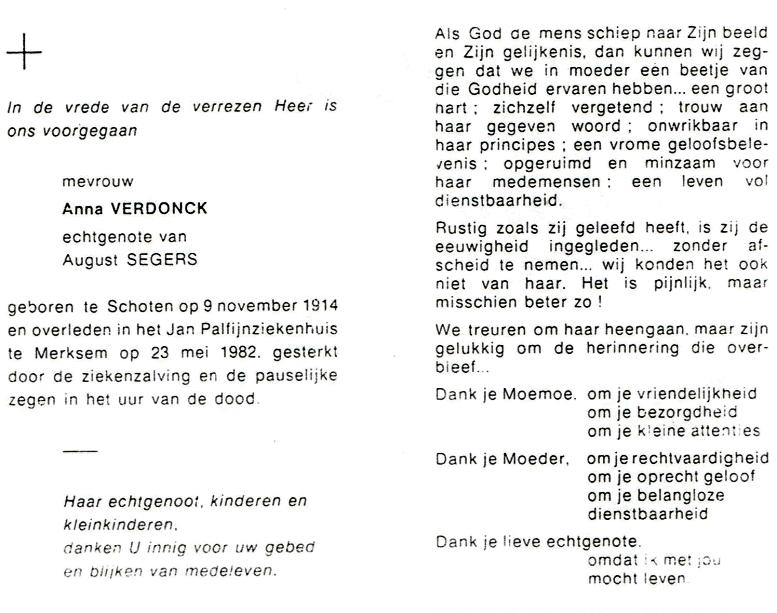 In de vrede van de verrezen Heer is
ons voorgegaan
mevrouw
Anna VERDONCK
echtgenote van
August SEGERS
geboren te Schoten op 9 november 1914
en overleden in het Jan Palfijnziekenhuis
te Merksem op 23 mei 1982. gesterkt
door de ziekenzalving en de pauselijke
zegen in het uur van de dood.
Haar echtgenoot, kinderen en
kleinkinderen,
danken U innig voor uw gebed
en blijken van medeleven.
Als God de mens schiep naar Zijn beeld
en Zijn gelijkenis, dan kunnen wij zeg-
gen dat we in moeder een beetje van
die Godheid ervaren hebben... een groot
hart ; zichzelf vergetend ; trouw aan
haar gegeven woord ; onwrikbaar in
haar principes ; een vrome geloofsbele-
venis ; opgeruimd en minzaam voor
haar medemensen ; een leven vol
dienstbaarheid.
Rustig zoals zij geleefd heeft, is zij de
eeuwigheid ingegleden... zonder af-
scheid te nemen... wij konden het ook
niet van haar. Het is pijnlijk, maar
misschien beter zo !
We treuren om haar heengaan, maar zijn
gelukkig om de herinnering die over-
bleef...
Dank je Moemoe. om je vriendelijkheid
om je bezorgdheid
om je kleine attenties
Dank je Moeder, om je rechtvaardigheid
om je oprecht geloof
om je belangloze
dienstbaarheid
Dank je lieve echtgenote.
omdat ik met jou
mocht leven.